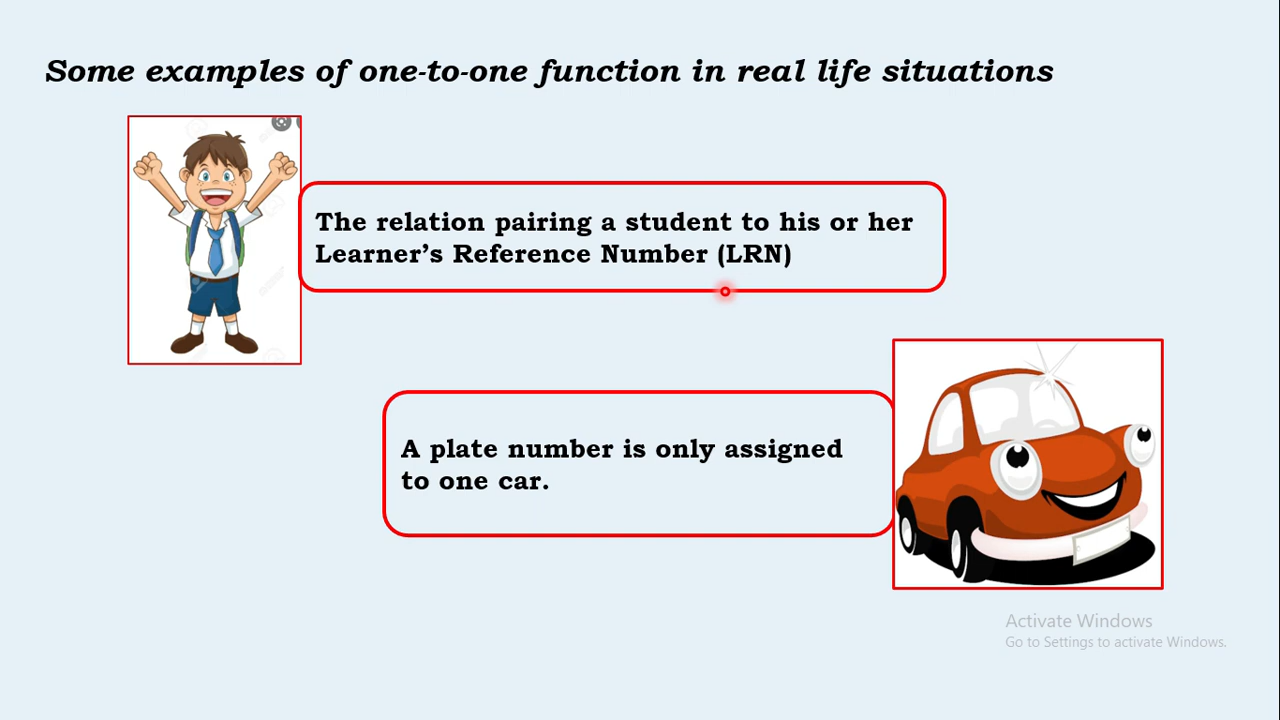 Some examples of one-to-one function in real life situations
The relation pairing a student to his or her
Learner’s Reference Number (LRN)
A plate number is only assigned
to one car.
Activate Windows
Go to Settings to activate Windows.